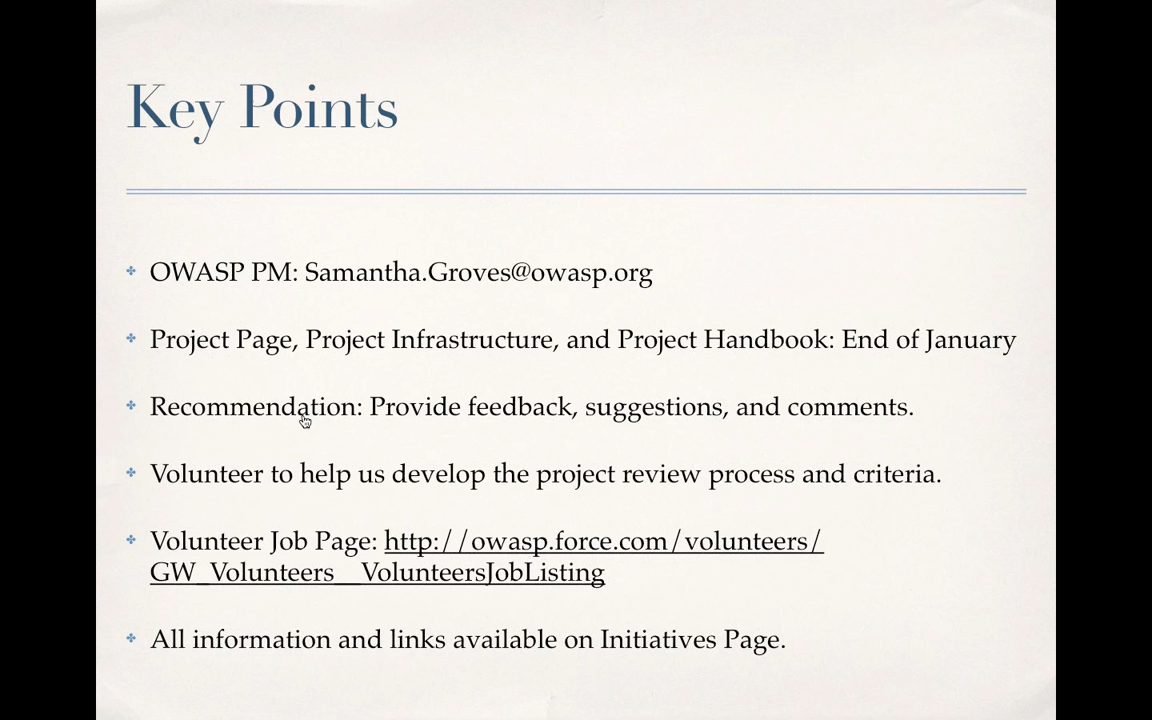 Key Points
OWASP PM: Samantha.Groves@owasp.org
Project Page, Project Infrastructure, and Project Handbook: End of January
Recommendation: Provide feedback, suggestions, and comments.
Volunteer to help us develop the project review process and criteria.
Volunteer Job Page: http://owasp.force.com/volunteers/
GW_Volunteers__VolunteersJobListing
All information and links available on Initiatives Page.